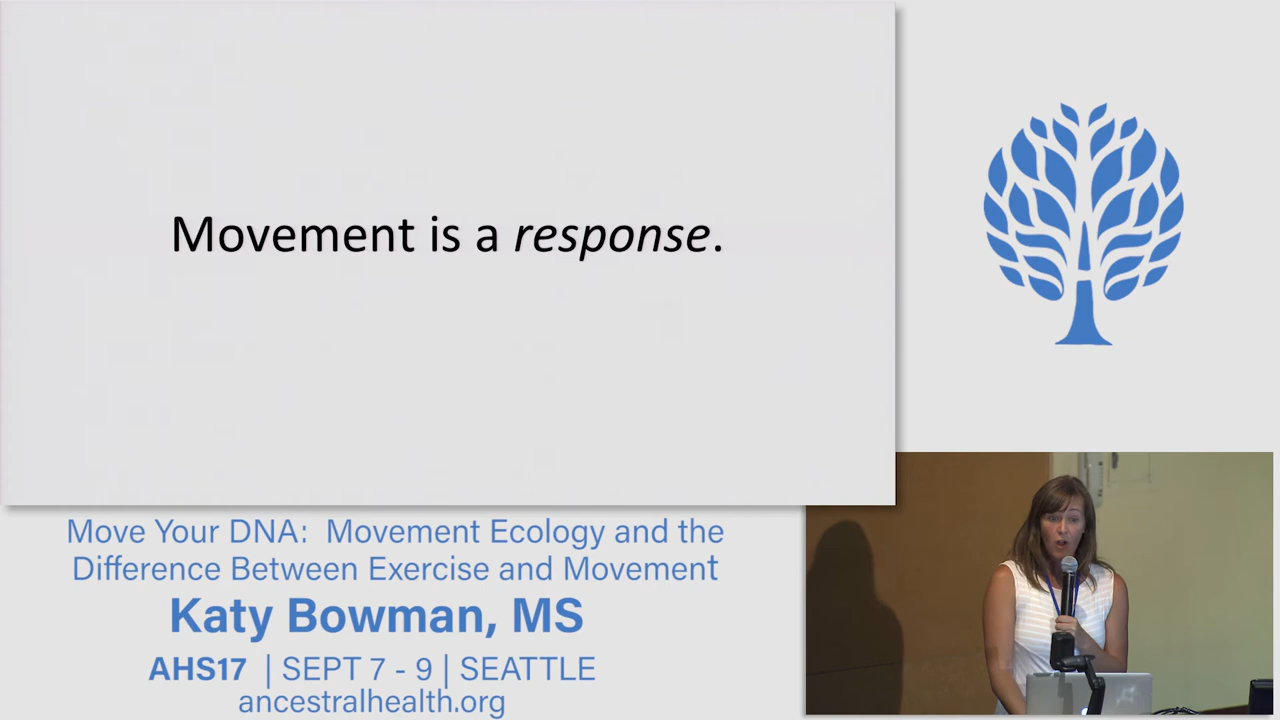 Movement is a response.
Move Your DNA: Movement Ecology and the
Difference Between Exercise and Movement
Katy Bowman, MS
AHS17 | SEPT 7 - 9 | SEATTLE
ancestralhealth.org